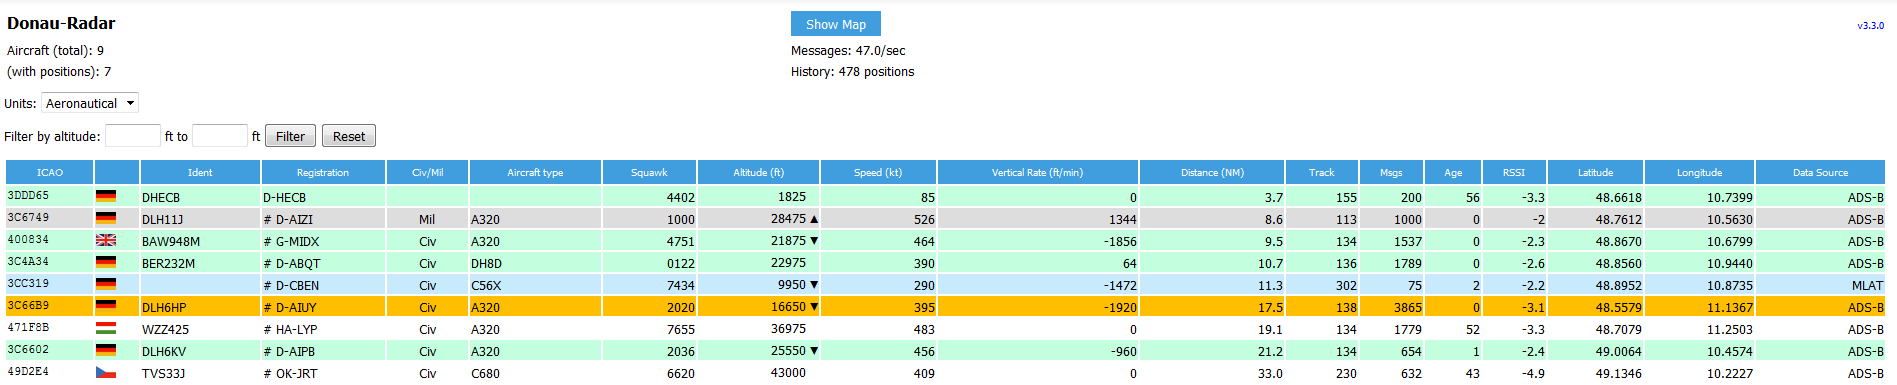 Donau-Radar Show Map v3.3.0
Aircraft (total): 9 Messages: 47.0/sec
(with positions): 7 History: 478 positions
Units: Aeronautical
Filter by altitude: ft to ft Filter Reset
ICAO Ident Registration Civ/Mil Aircraft type Squawk Altitude (ft) Speed (kt) Vertical Rate (ft/min) Distance (NM) Track Msgs Age RSSI Latitude Longitude Data Source
3DDD65 DHECB D-HECB 4402 1825 85 0 3.7 155 200 56 -3.3 48.6618 10.7399 ADS-B
3C6749 DLH11J # D-AIZI Mil A320 1000 28475 ▲ 526 1344 8.6 113 1000 0 -2 48.7612 10.5630 ADS-B
400834 BAW948M # G-MIDX Civ A320 4751 21875 ▼ 464 -1856 9.5 134 1537 0 -2.3 48.8670 10.6799 ADS-B
3C4A34 BER232M # D-ABQT Civ DH8D 0122 22975 390 64 10.7 136 1789 0 -2.6 48.8560 10.9440 ADS-B
3CC319 # D-CBEN Civ C56X 7434 9950 ▼ 290 -1472 11.3 302 75 2 -2.2 48.8952 10.8735 MLAT
3C66B9 DLH6HP # D-AIUY Civ A320 2020 16650 ▼ 395 -1920 17.5 138 3865 0 -3.1 48.5579 11.1367 ADS-B
471F8B WZZ425 # HA-LYP Civ A320 7655 36975 483 0 19.1 134 1779 52 -3.3 48.7079 11.2503 ADS-B
3C6602 DLH6KV # D-AIPB Civ A320 2036 25550 ▼ 456 -960 21.2 134 654 1 -2.4 49.0064 10.4574 ADS-B
49D2E4 TVS33J # OK-JRT Civ C680 6620 43000 409 0 33.0 230 632 43 -4.9 49.1346 10.2227 ADS-B